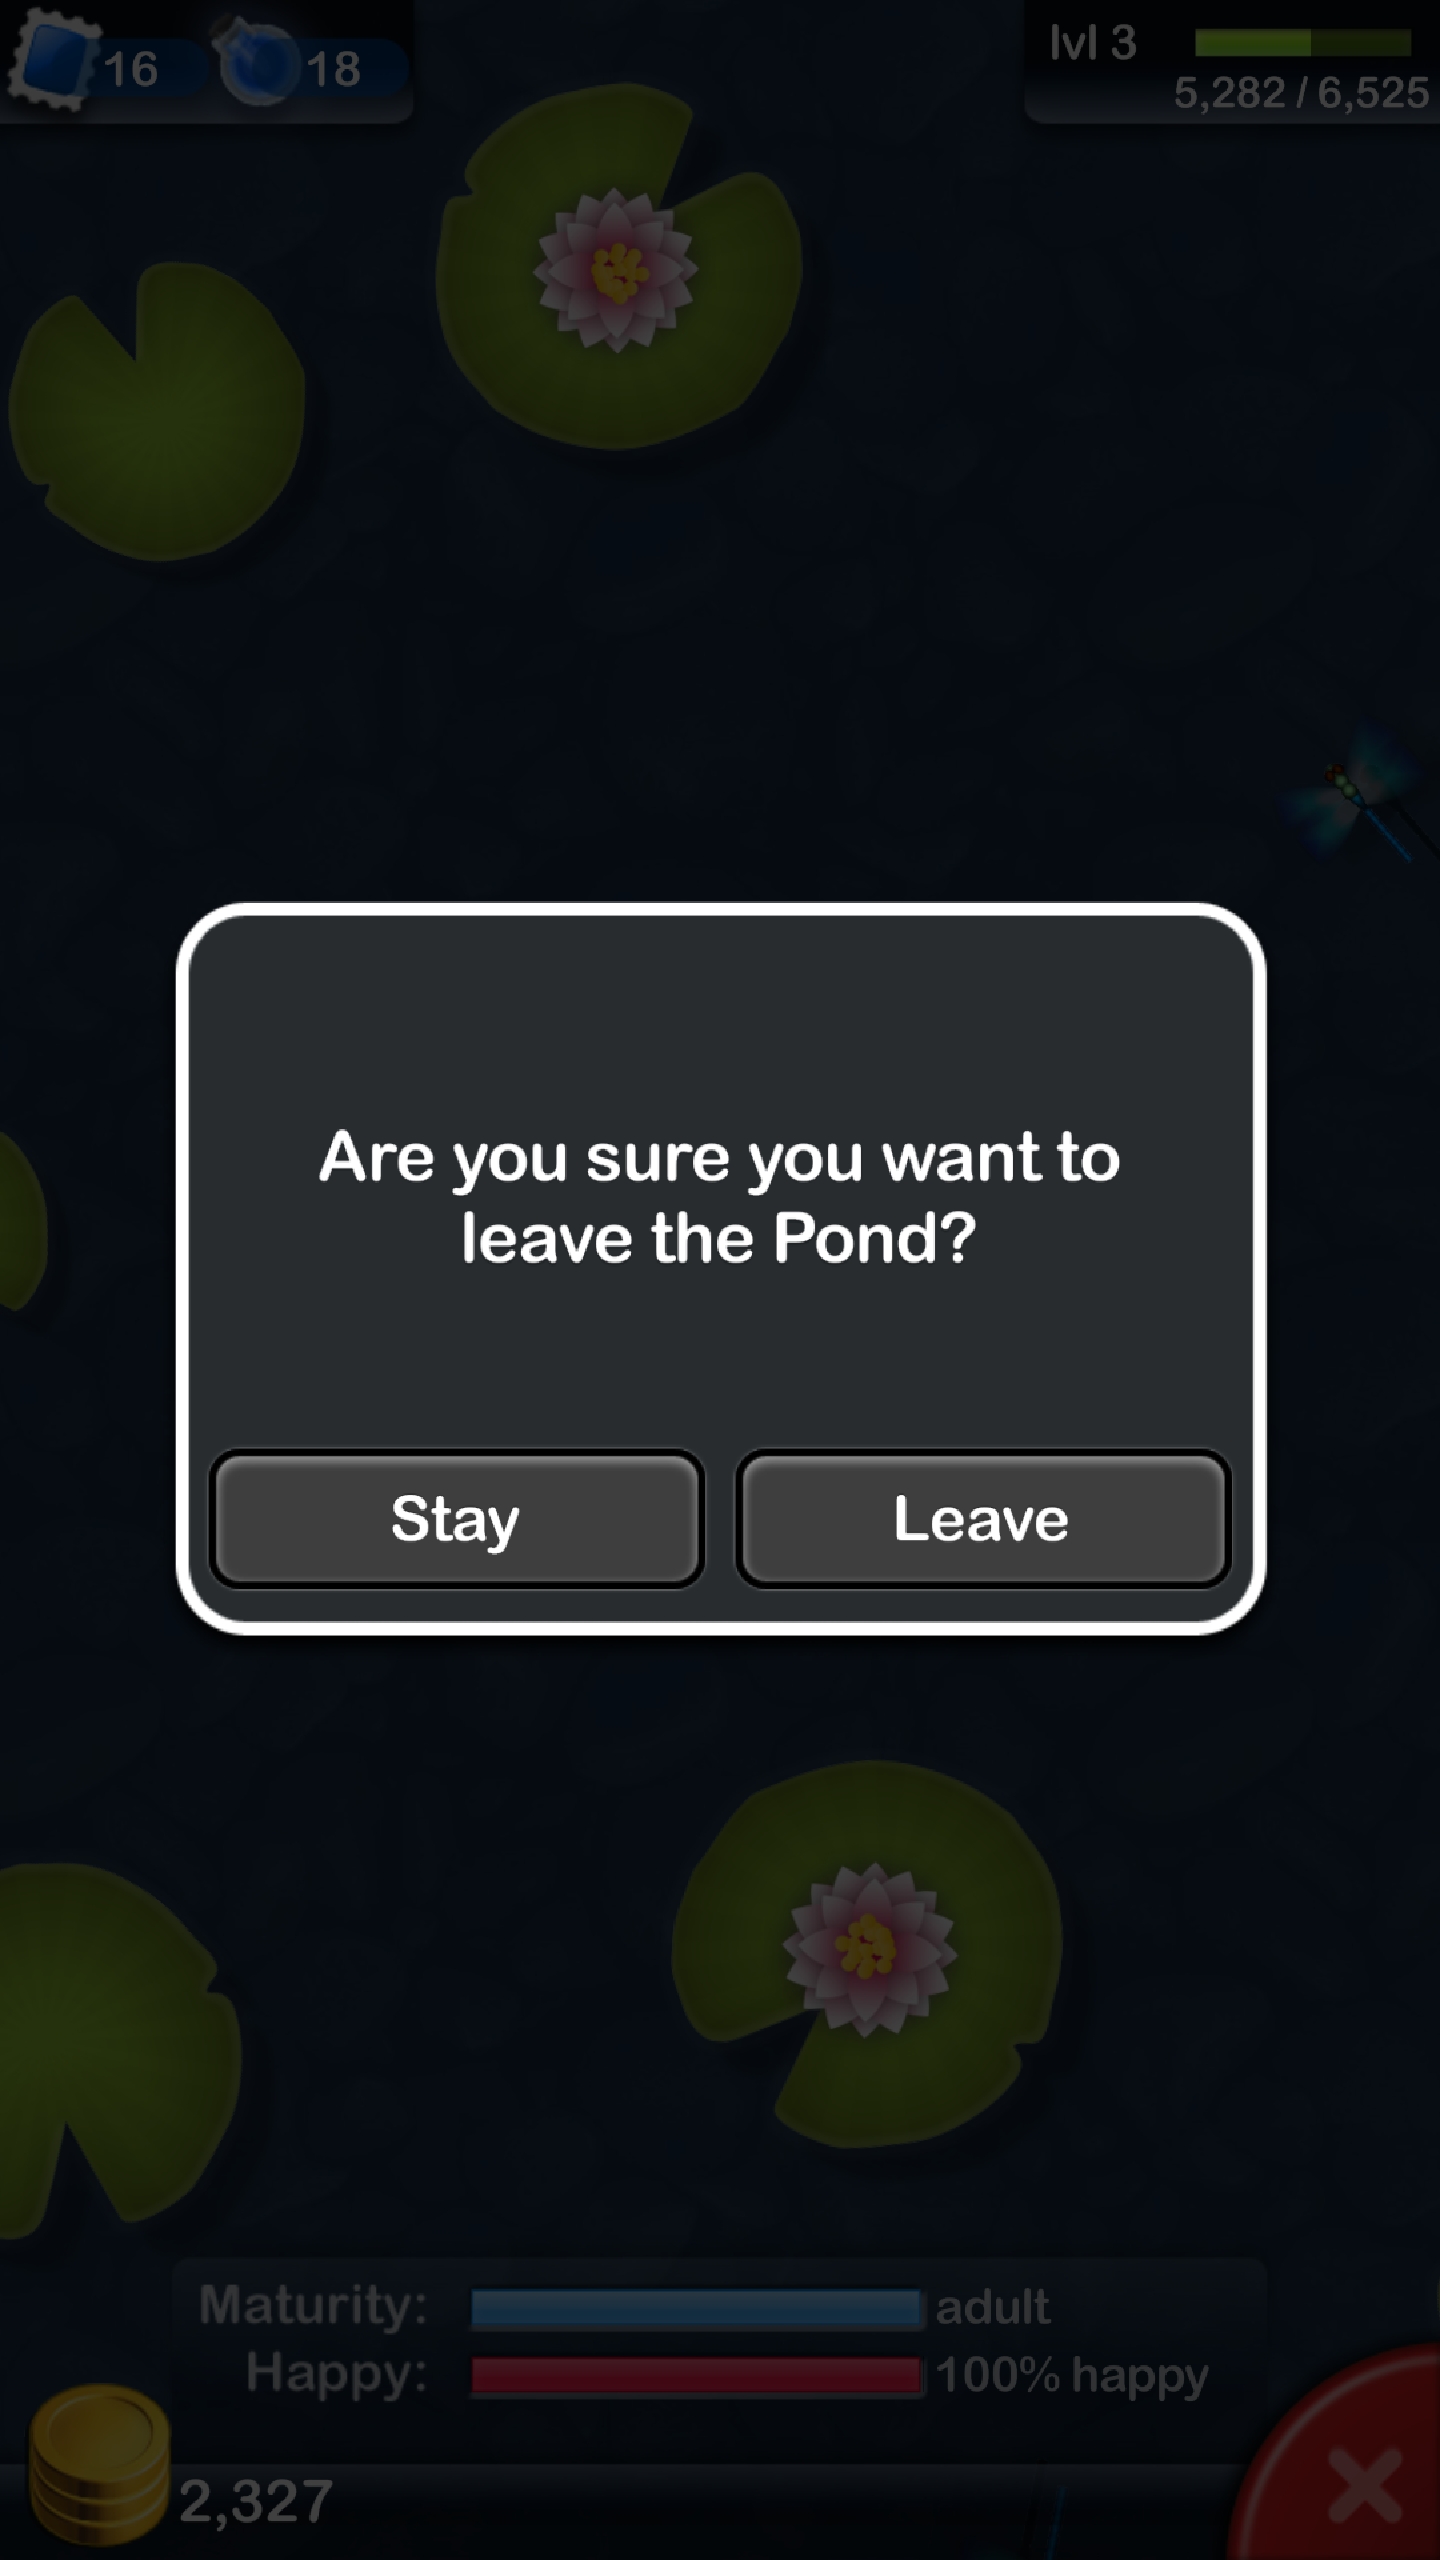 16
18
lvl 3
5,282 / 6,525
Are you sure you want to
leave the Pond?
Stay
Leave
Maturity: adult
Happy: 100% happy
2,327